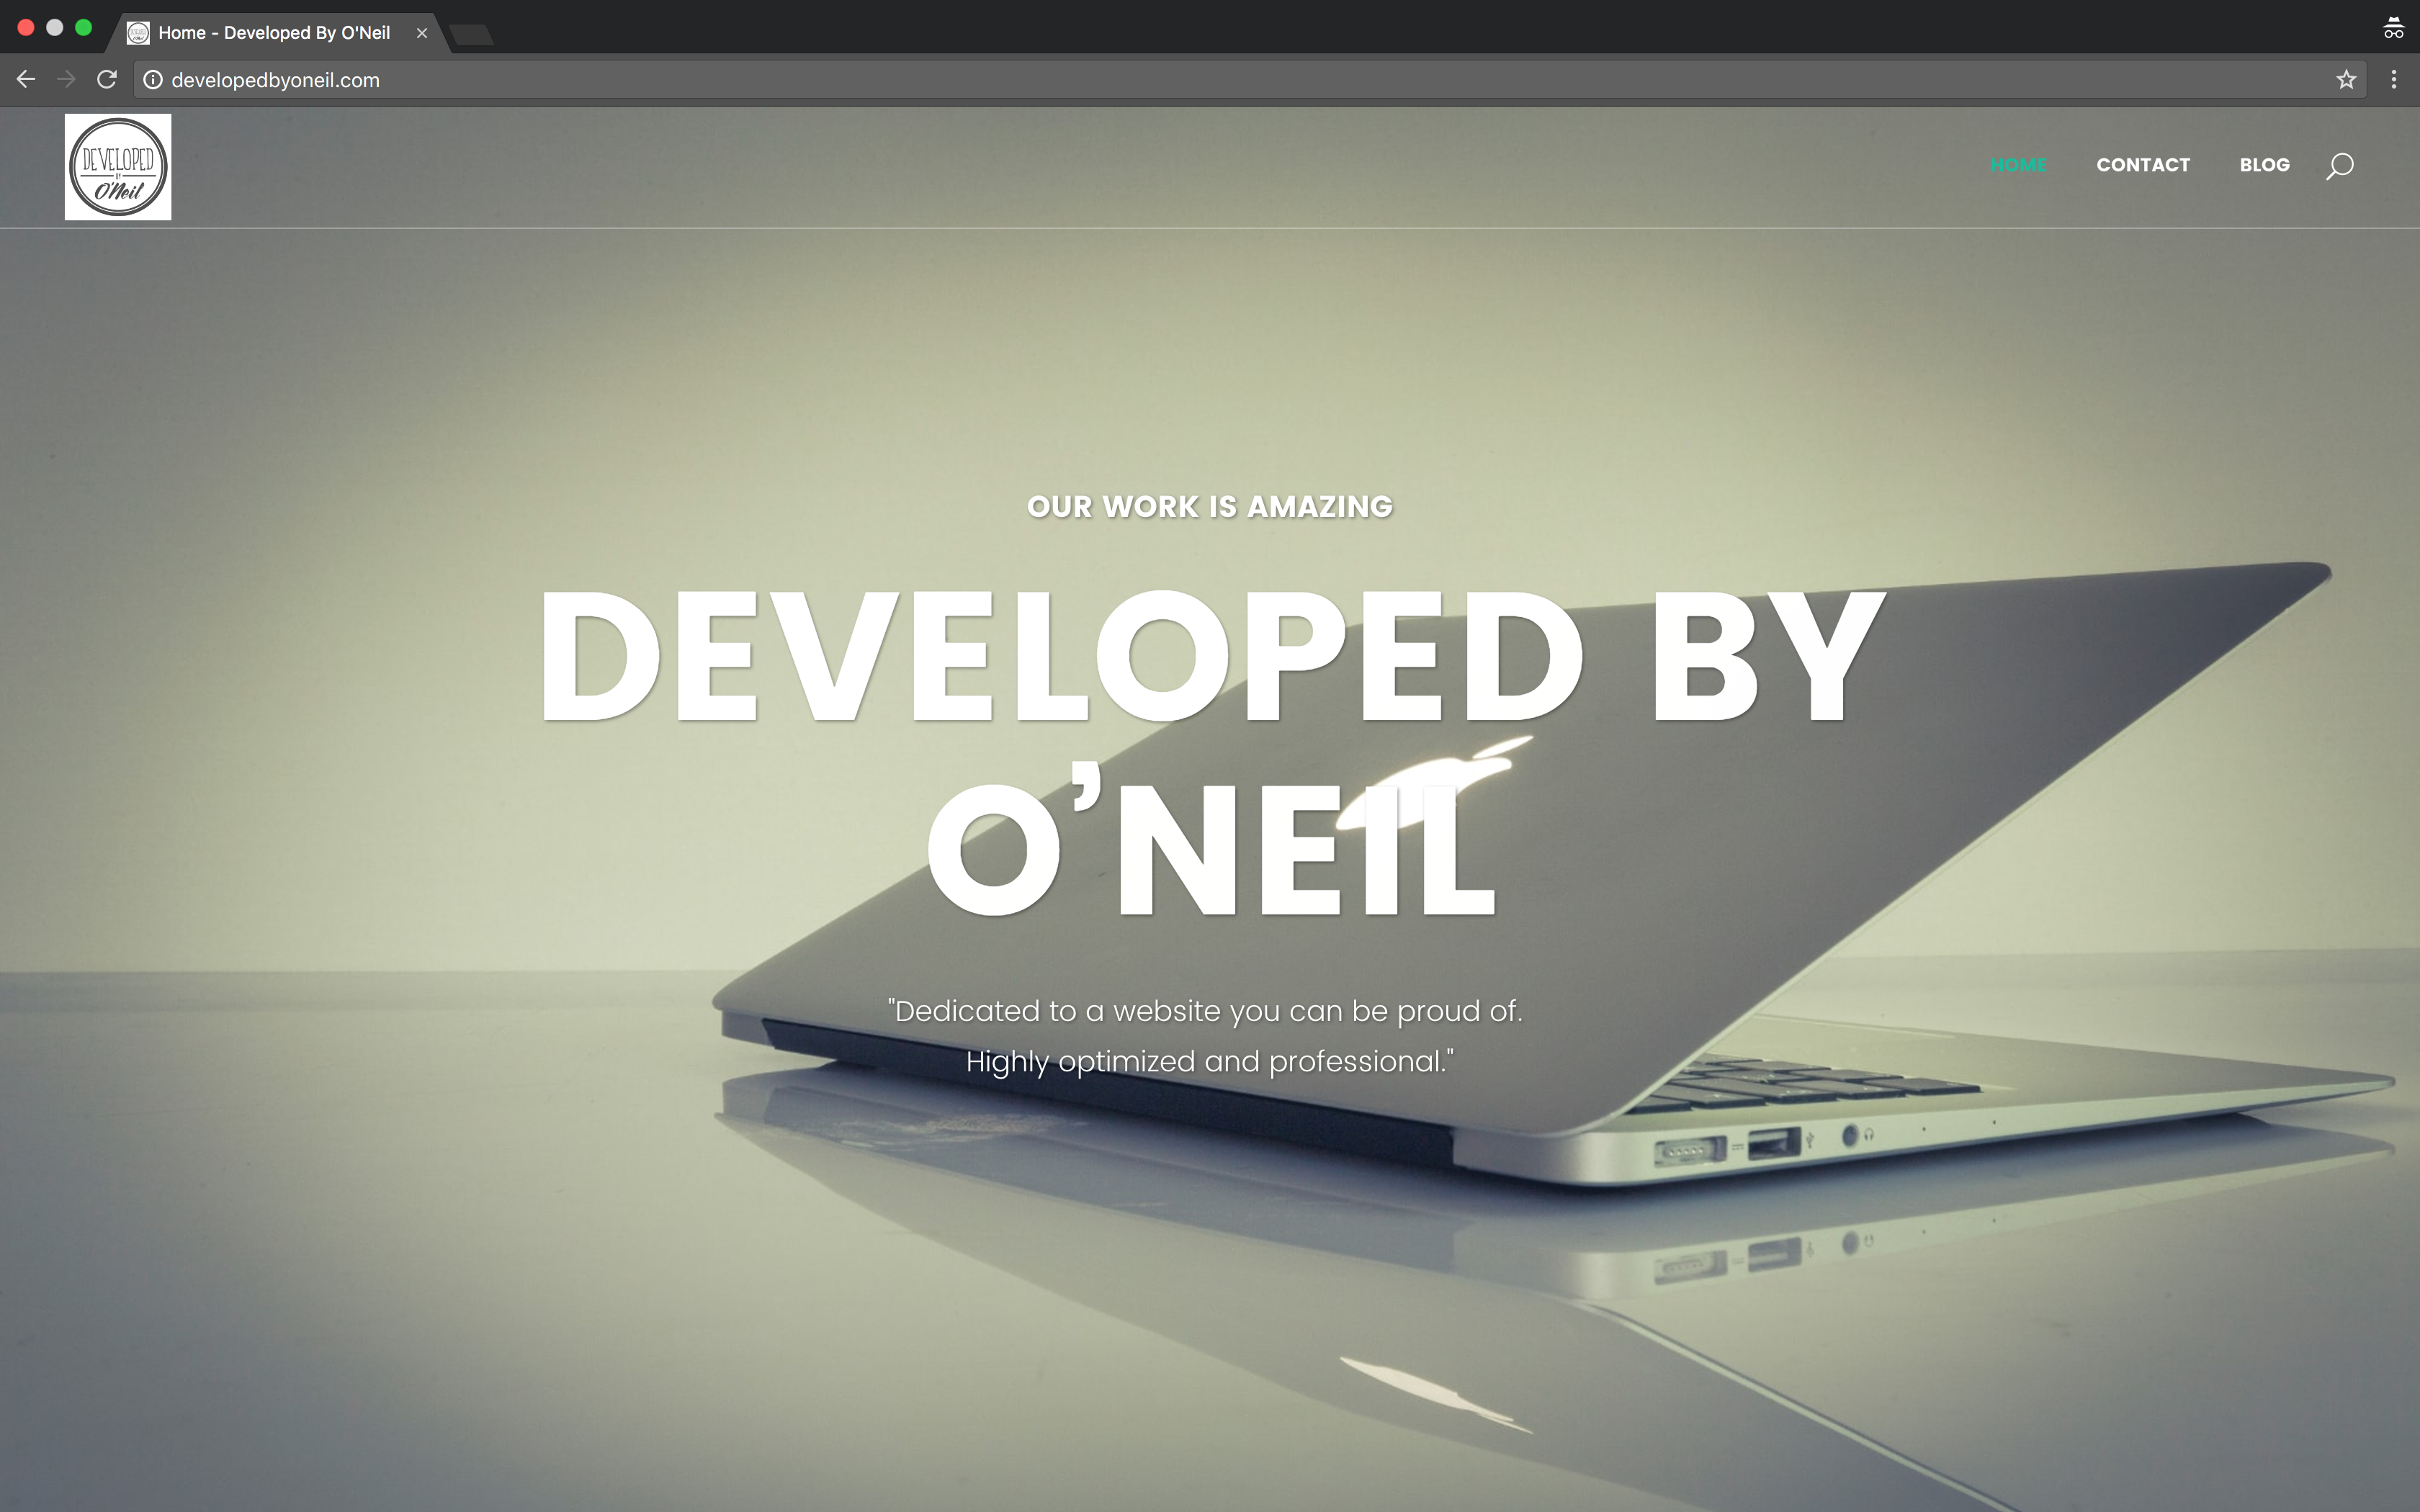 Home - Developed By O'Neil
developedbyoneil.com
DEVELOPED
BY
O'Neil
HOME
CONTACT
BLOG
OUR WORK IS AMAZING
DEVELOPED BY
O’NEIL
"Dedicated to a website you can be proud of.
Highly optimized and professional."